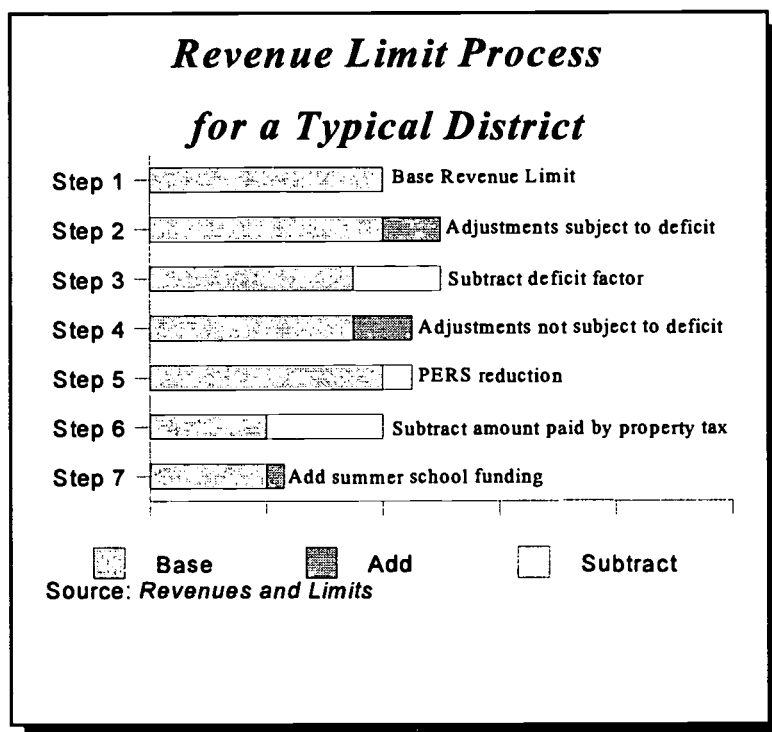 Revenue Limit Process
for a Typical District
Step 1 Base Revenue Limit
Step 2 Adjustments subject to deficit
Step 3 Subtract deficit factor
Step 4 Adjustments not subject to deficit
Step 5 PERS reduction
Step 6 Subtract amount paid by property tax
Step 7 Add summer school funding
Base Add Subtract
Source: Revenues and Limits